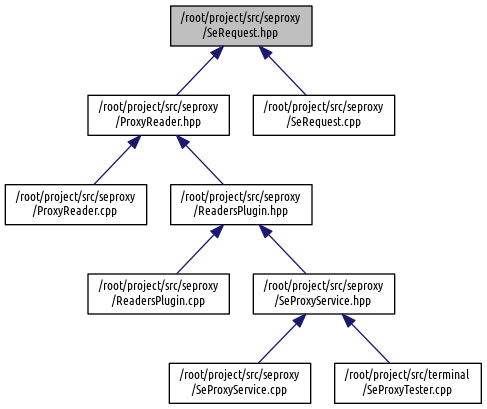 /root/project/src/seproxy
/SeRequest.hpp
/root/project/src/seproxy
/ProxyReader.hpp
/root/project/src/seproxy
/SeRequest.cpp
/root/project/src/seproxy
/ProxyReader.cpp
/root/project/src/seproxy
/ReadersPlugin.hpp
/root/project/src/seproxy
/ReadersPlugin.cpp
/root/project/src/seproxy
/SeProxyService.hpp
/root/project/src/seproxy
/SeProxyService.cpp
/root/project/src/terminal
/SeProxyTester.cpp